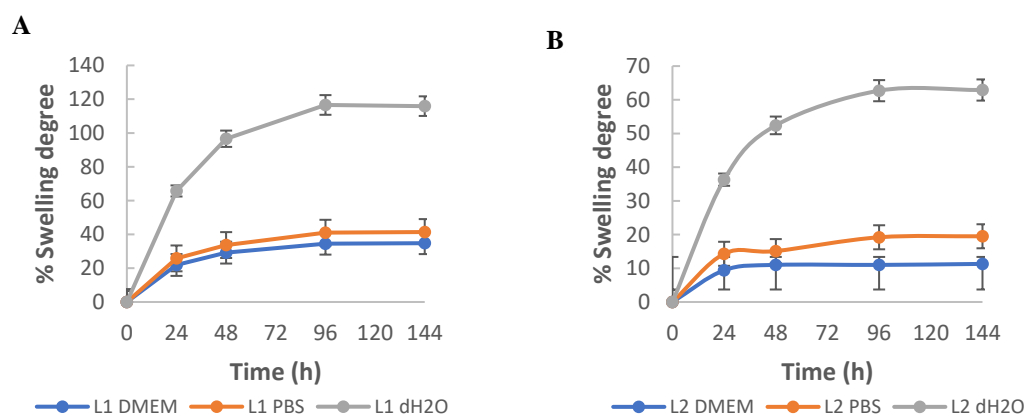 A
% Swelling degree
140
120
100
80
60
40
20
0
0 24 48 72 96 120 144
Time (h)
L1 DMEM L1 PBS L1 dH2O
B
% Swelling degree
70
60
50
40
30
20
10
0
0 24 48 72 96 120 144
Time (h)
L2 DMEM L2 PBS L2 dH2O